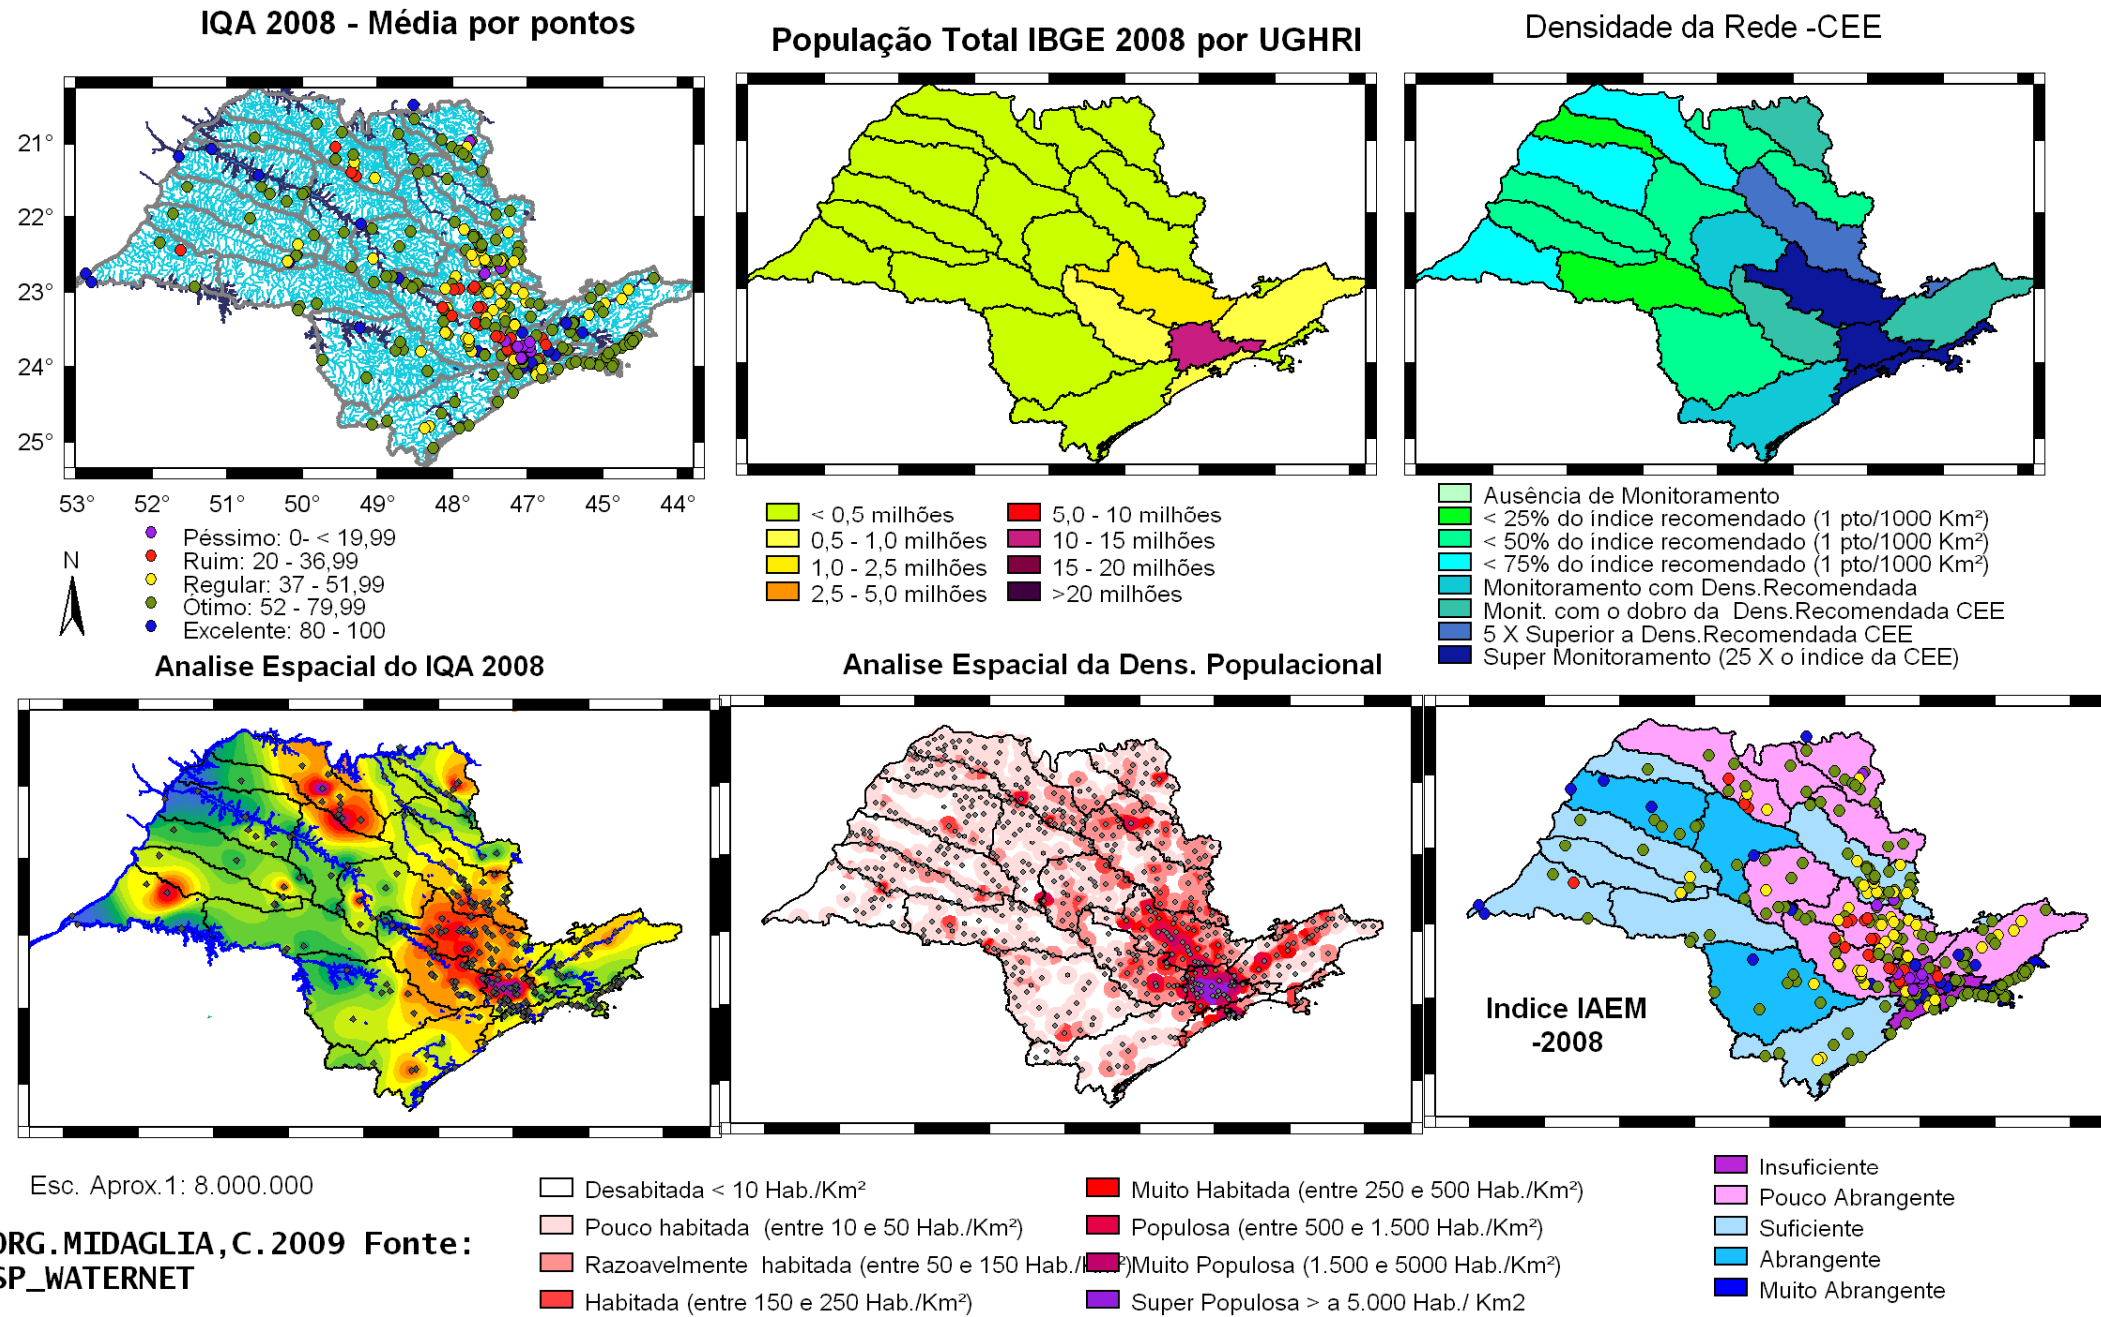 IQA 2008 - Média por pontos
População Total IBGE 2008 por UGHRI
Densidade da Rede -CEE
21°
22°
23°
24°
25°
53° 52° 51° 50° 49° 48° 47° 45° 44°
N
Péssimo: 0- < 19,99
Ruim: 20 - 36,99
Regular: 37 - 51,99
Ótimo: 52 - 79,99
Excelente: 80 - 100
< 0,5 milhões
0,5 - 1,0 milhões
1,0 - 2,5 milhões
2,5 - 5,0 milhões
5,0 - 10 milhões
10 - 15 milhões
15 - 20 milhões
>20 milhões
Ausência de Monitoramento
< 25% do índice recomendado (1 pto/1000 Km²)
< 50% do índice recomendado (1 pto/1000 Km²)
< 75% do índice recomendado (1 pto/1000 Km²)
Monitoramento com Dens.Recomendada
Monit. com o dobro da Dens.Recomendada CEE
5 X Superior a Dens.Recomendada CEE
Super Monitoramento (25 X o índice da CEE)
Analise Espacial do IQA 2008
Analise Espacial da Dens. Populacional
Indice IAEM
-2008
Esc. Aprox.1: 8.000.000
ORG.MIDAGLIA,C.2009 Fonte:
SP_WATERNET
Desabitada < 10 Hab./Km²
Pouco habitada (entre 10 e 50 Hab./Km²)
Razoavelmente habitada (entre 50 e 150 Hab./Km²)
Habitada (entre 150 e 250 Hab./Km²)
Muito Habitada (entre 250 e 500 Hab./Km²)
Populosa (entre 500 e 1.500 Hab./Km²)
Muito Populosa (1.500 e 5000 Hab./Km²)
Super Populosa > a 5.000 Hab./ Km2
Insuficiente
Pouco Abrangente
Suficiente
Abrangente
Muito Abrangente